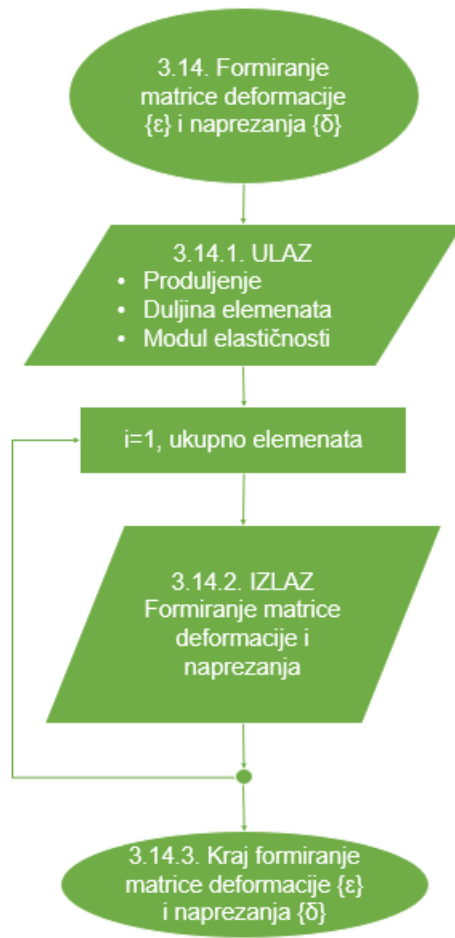 3.14. Formiranje
matrice deformacije
{ε} i naprezanja {δ}
3.14.1. ULAZ
• Produljenje
• Duljina elemenata
• Modul elastičnosti
i=1, ukupno elemenata
3.14.2. IZLAZ
Formiranje matrice
deformacije i
naprezanja
3.14.3. Kraj formiranje
matrice deformacije {ε}
i naprezanja {δ}